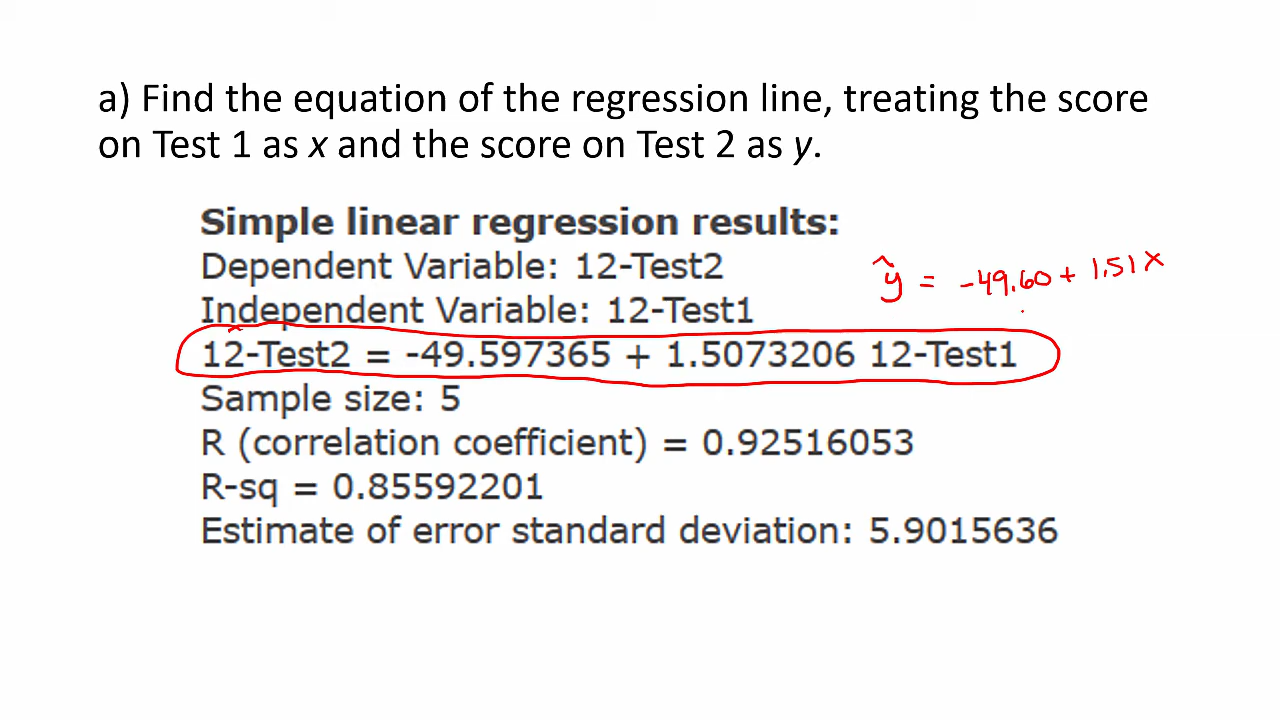 a) Find the equation of the regression line, treating the score
on Test 1 as x and the score on Test 2 as y.
Simple linear regression results:
Dependent Variable: 12-Test2
Independent Variable: 12-Test1
ŷ = -49.60 + 1.51x
12-Test2 = -49.597365 + 1.5073206 12-Test1
Sample size: 5
R (correlation coefficient) = 0.92516053
R-sq = 0.85592201
Estimate of error standard deviation: 5.9015636